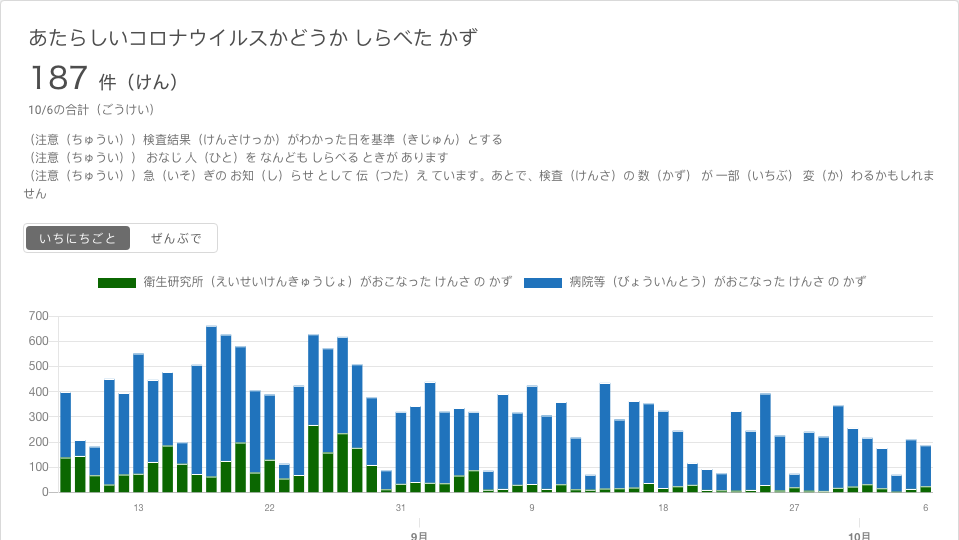 あたらしいコロナウイルスかどうか しらべた かず
187 件（けん）
10/6の合計（ごうけい）
（注意（ちゅうい））検査結果（けんさけっか）がわかった日を基準（きじゅん）とする
（注意（ちゅうい）） おなじ 人（ひと）を なんども しらべる ときが あります
（注意（ちゅうい））急（いそ）ぎの お知（し）らせ として 伝（つた）え ています。あとで、検査（けんさ）の 数（かず） が 一部（いちぶ） 変（か）わるかもしれま
せん
いちにちごと ぜんぶで
衛生研究所（えいせいけんきゅうじょ）がおこなった けんさ の かず 病院等（びょういんとう）がおこなった けんさ の かず
700
600
500
400
300
200
100
0
13 22 31 9 18 27 6
9月 10月